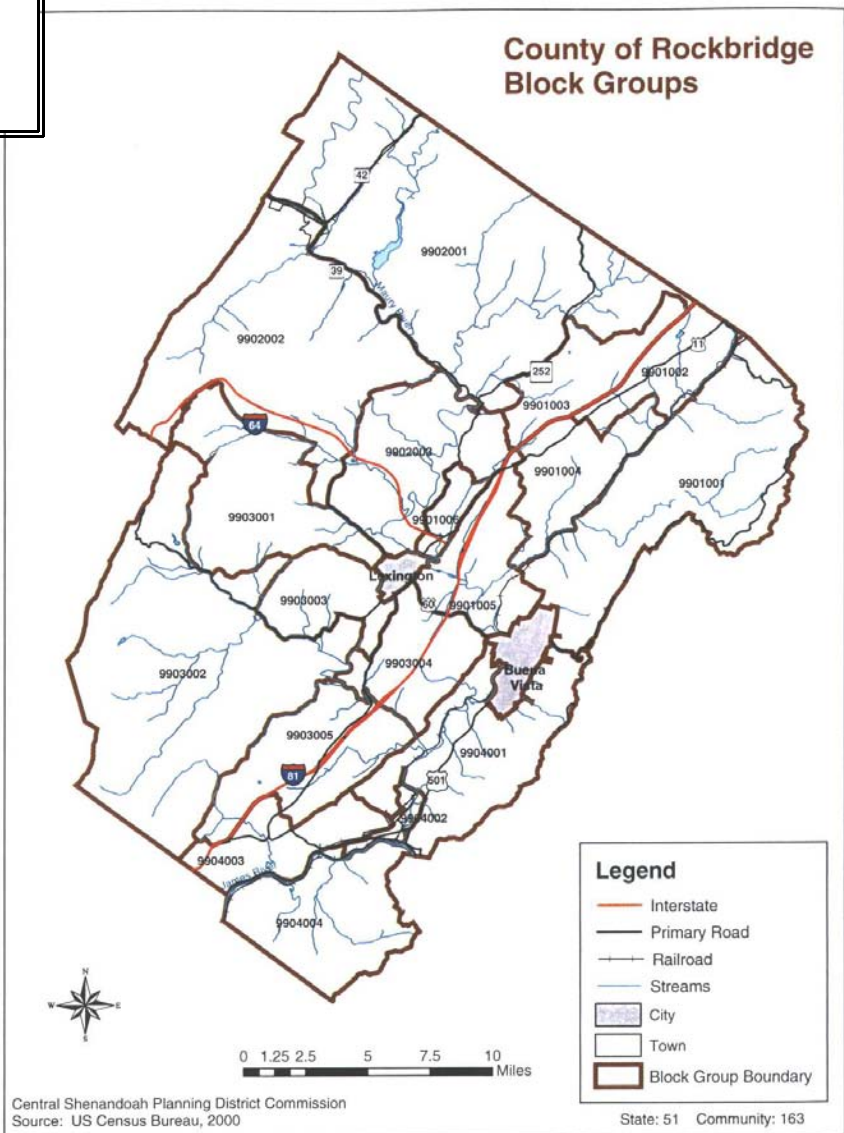 County of Rockbridge
Block Groups
42
9902001
39
Maury River
9902002
11
252
9901002
9901003
64
9902003
9901004
9901001
9903001
9901006
Lexington
9903003
60
9901005
9903002
9903004
Buena
Vista
9903005
9904001
81
501
9904002
9904003
James River
9904004
Legend
Interstate
Primary Road
Railroad
Streams
City
Town
Block Group Boundary
N
W
E
S
0 1.25 2.5 5 7.5 10
Miles
Central Shenandoah Planning District Commission
Source: US Census Bureau, 2000
State: 51 Community: 163